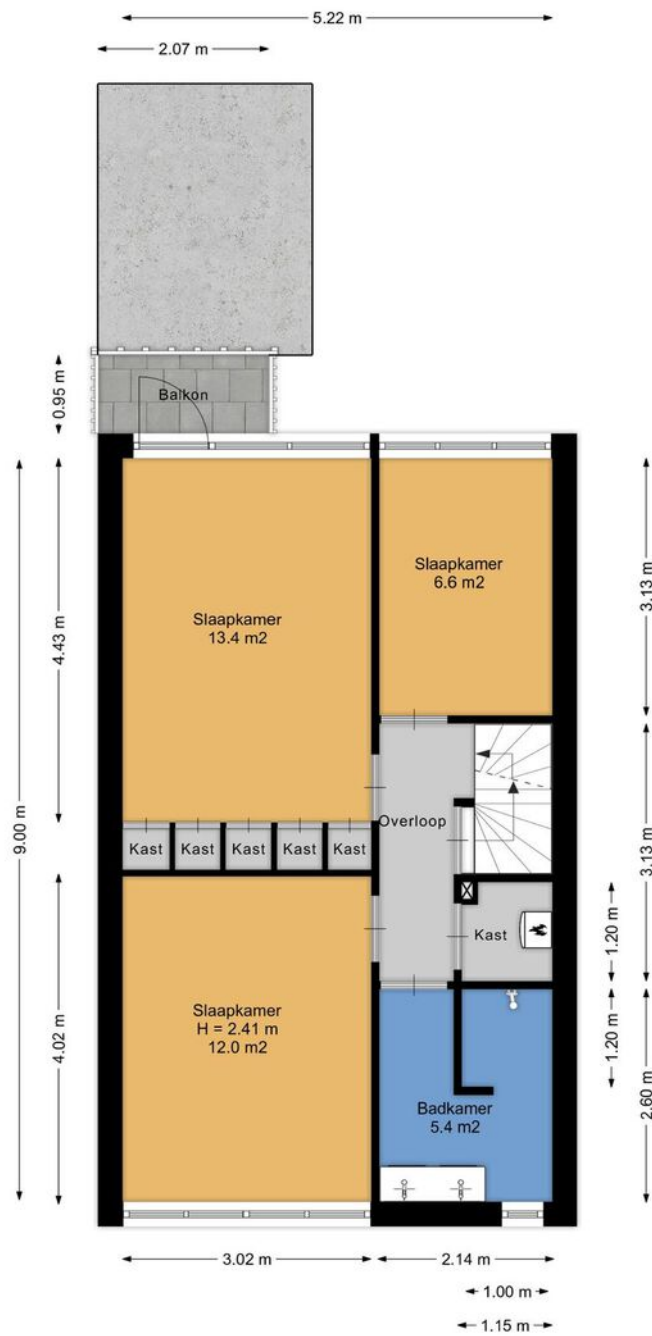 5.22 m
2.07 m
0.95 m
Balkon
Slaapkamer
6.6 m2
Slaapkamer
13.4 m2
3.13 m
4.43 m
9.00 m
Overloop
3.13 m
Kast
Kast
Kast
Kast
Kast
Kast
1.20 m
Slaapkamer
H = 2.41 m
12.0 m2
4.02 m
1.20 m
2.60 m
Badkamer
5.4 m2
3.02 m
2.14 m
1.00 m
1.15 m